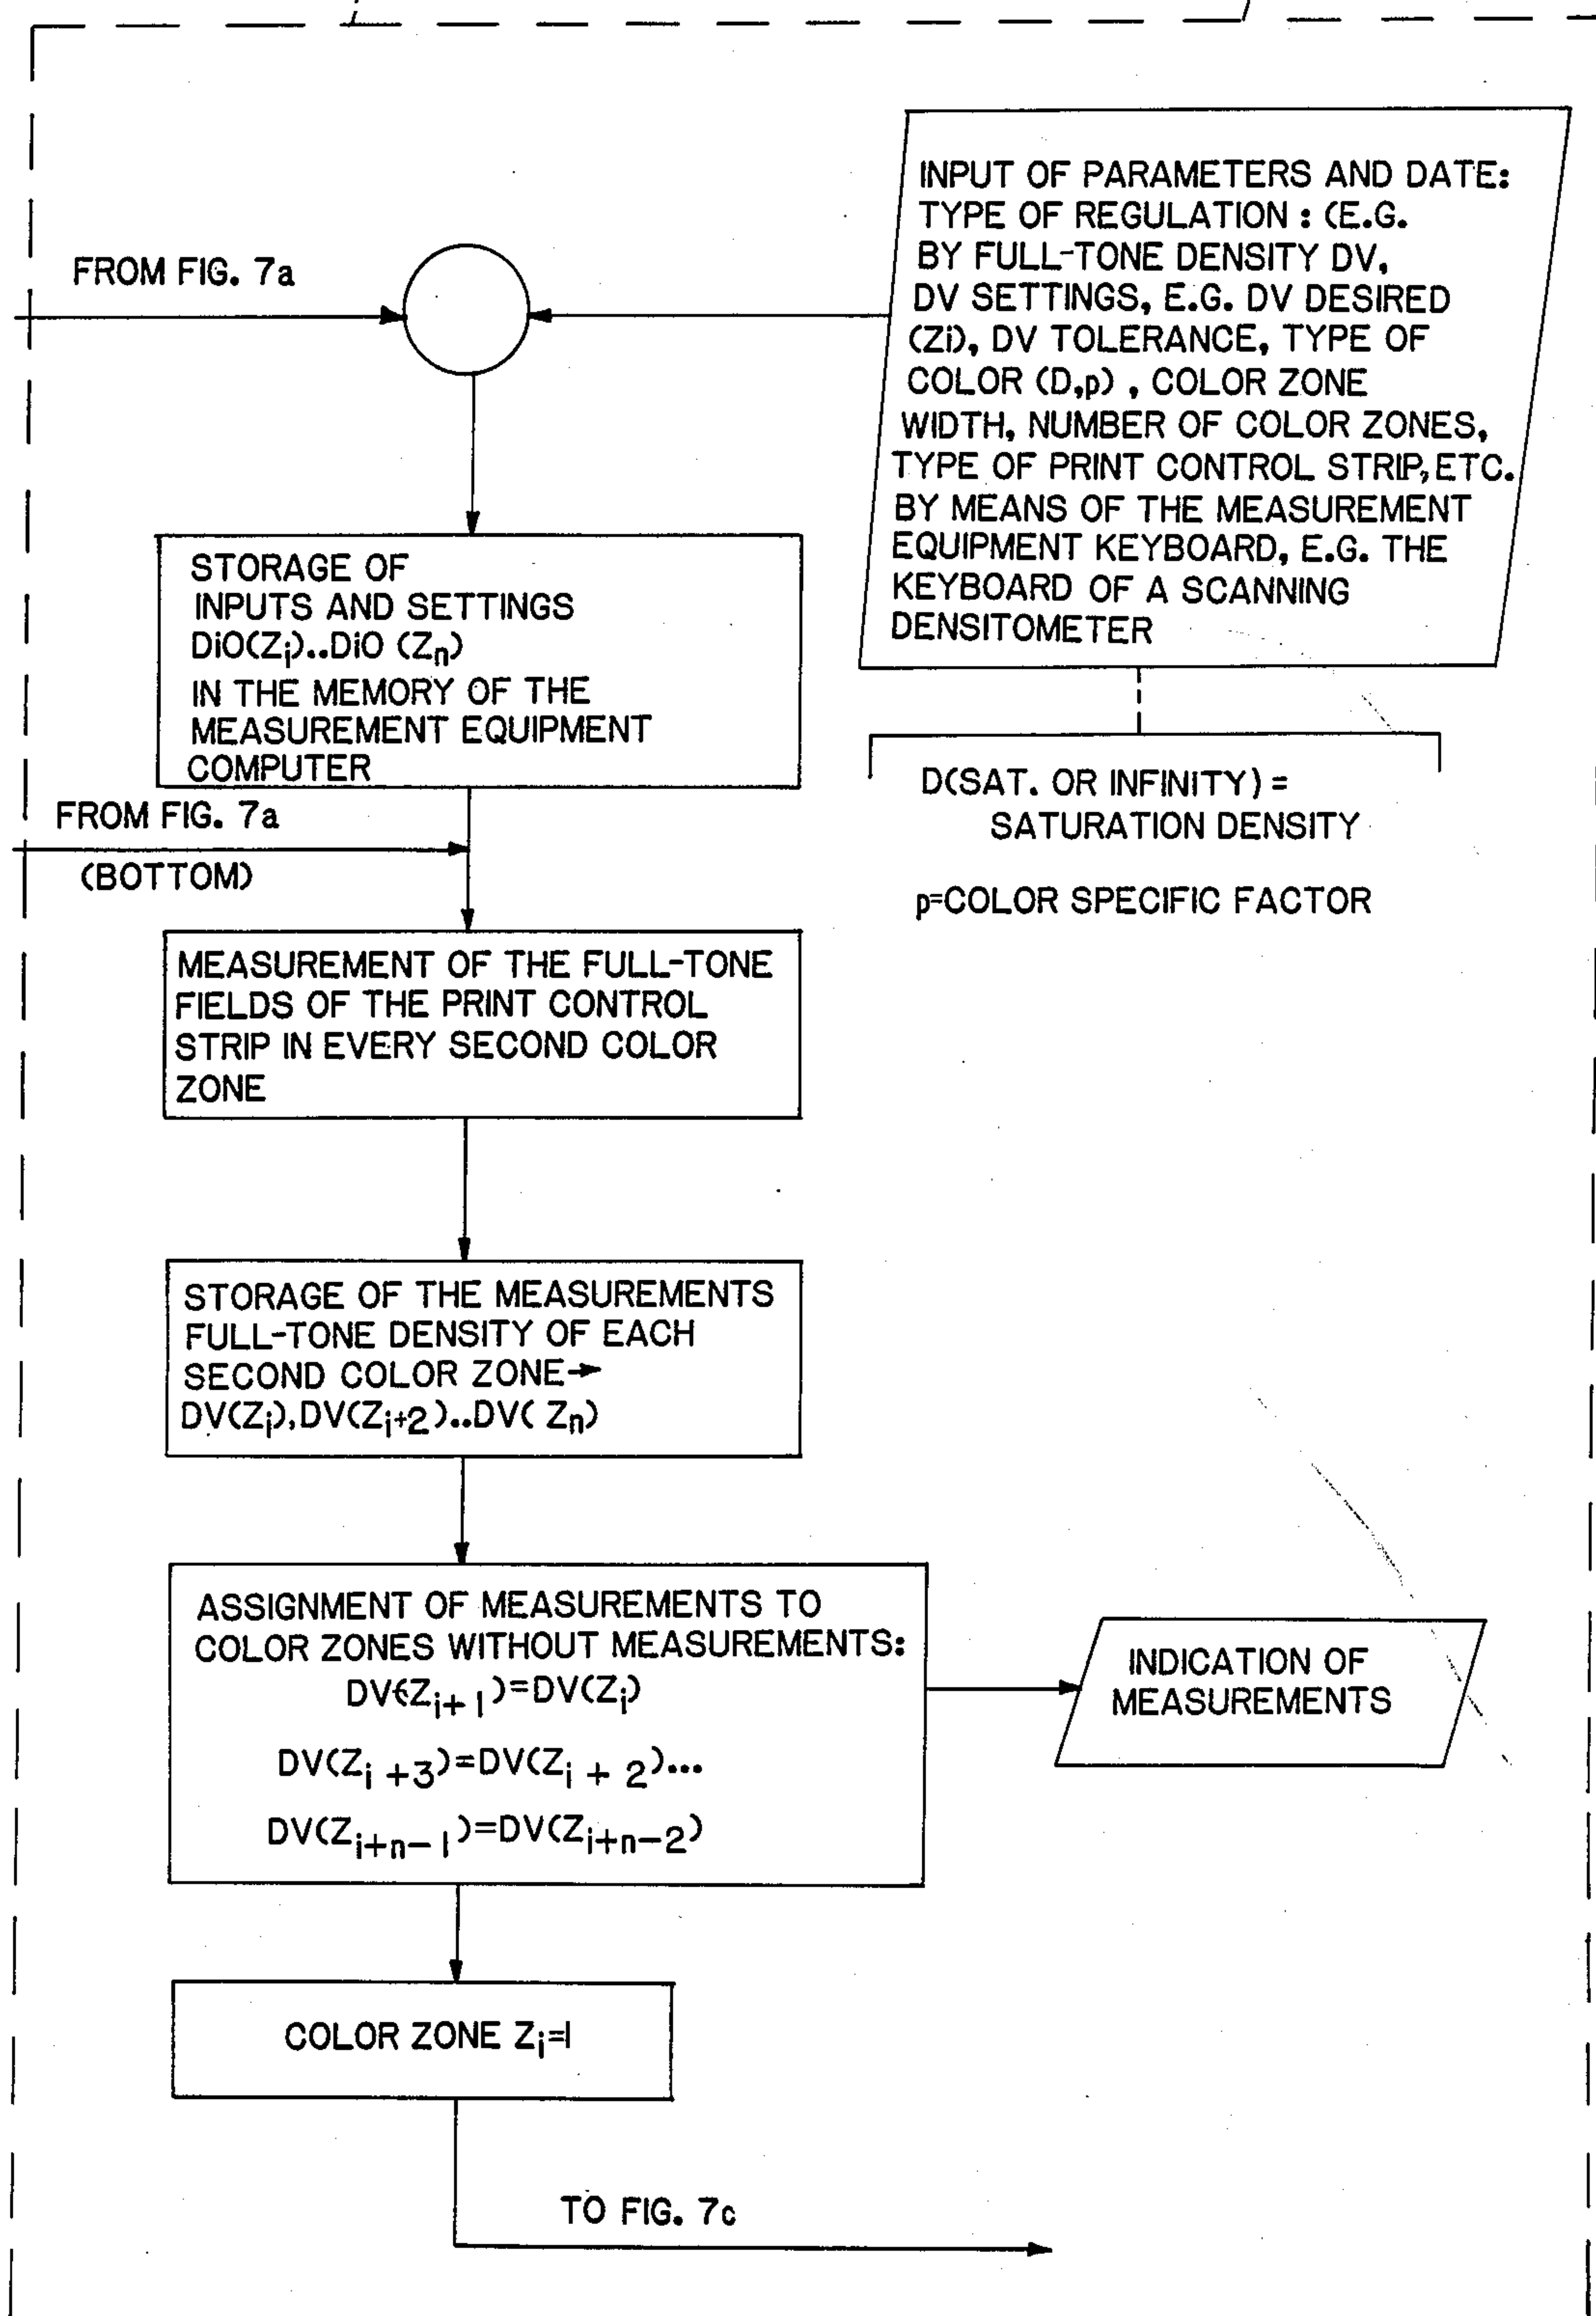 FROM FIG. 7a
INPUT OF PARAMETERS AND DATE:
TYPE OF REGULATION : (E.G.
BY FULL-TONE DENSITY DV,
DV SETTINGS, E.G. DV DESIRED
(Zi), DV TOLERANCE, TYPE OF
COLOR (D,p) , COLOR ZONE
WIDTH, NUMBER OF COLOR ZONES,
TYPE OF PRINT CONTROL STRIP, ETC.
BY MEANS OF THE MEASUREMENT
EQUIPMENT KEYBOARD, E.G. THE
KEYBOARD OF A SCANNING
DENSITOMETER
STORAGE OF
INPUTS AND SETTINGS
DiO(Zi)..DiO (Zn)
IN THE MEMORY OF THE
MEASUREMENT EQUIPMENT
COMPUTER
D(SAT. OR INFINITY) =
SATURATION DENSITY
p=COLOR SPECIFIC FACTOR
FROM FIG. 7a
(BOTTOM)
MEASUREMENT OF THE FULL-TONE
FIELDS OF THE PRINT CONTROL
STRIP IN EVERY SECOND COLOR
ZONE
STORAGE OF THE MEASUREMENTS
FULL-TONE DENSITY OF EACH
SECOND COLOR ZONE→
DV(Zi),DV(Zi+2)..DV( Zn)
ASSIGNMENT OF MEASUREMENTS TO
COLOR ZONES WITHOUT MEASUREMENTS:
DV(Zi+1)=DV(Zi)
DV(Zi +3)=DV(Zi + 2)...
DV(Zi+n-1)=DV(Zi+n-2)
INDICATION OF
MEASUREMENTS
COLOR ZONE Zi=1
TO FIG. 7c